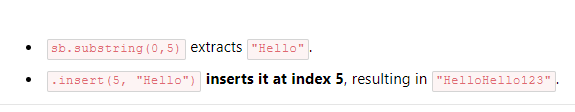 • sb.substring(0,5) extracts "Hello".
• .insert(5, "Hello") inserts it at index 5, resulting in "HelloHello123".